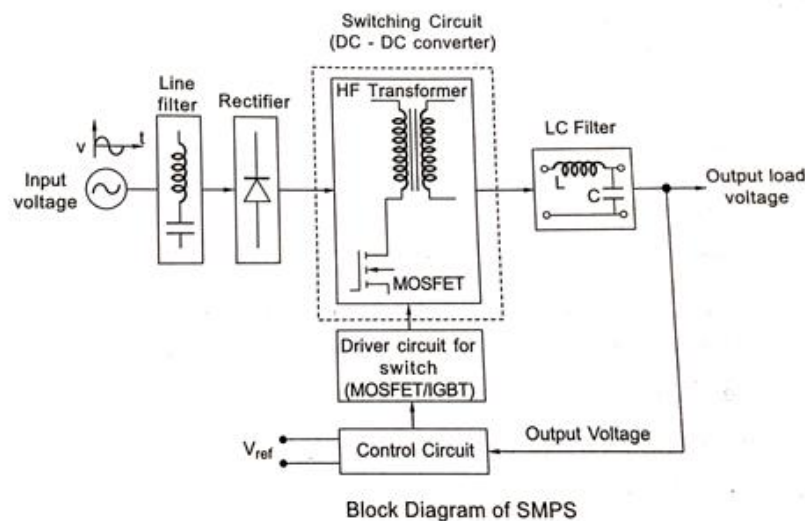 Switching Circuit
(DC - DC converter)
Line
filter
Rectifier
HF Transformer
LC Filter
v
t
Input
voltage
L
C
Output load
voltage
MOSFET
Driver circuit for
switch
(MOSFET/IGBT)
Vref
Control Circuit
Output Voltage
Block Diagram of SMPS